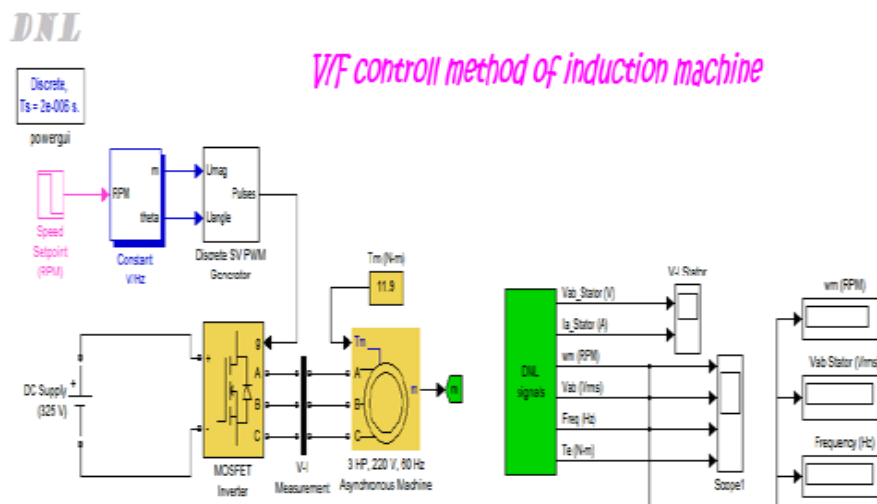 DNL
V/F controll method of induction machine
Discrete,
Ts = 2e-006 s.
powergui
RPM
m
theta
Umag
Uangle
Pulses
Speed
Setpoint
(RPM)
Constant
V/Hz
Discrete SV PWM
Generator
Tm (N-m)
11.9
V-I Stator
wm (RPM)
DC Supply
(325 V)
+
+
-
g
A
B
C
MOSFET
Inverter
V-I
Measurement
Tm
A
B
C
m
3 HP, 220 V, 60 Hz
Asynchronous Machine
m
DNL
signals
Vab_Stator (V)
Ia_Stator (A)
wm (RPM)
Vab (Vrms)
Freq (Hz)
Te (N-m)
Scope1
Vab Stator (Vrms)
Frequency (Hz)